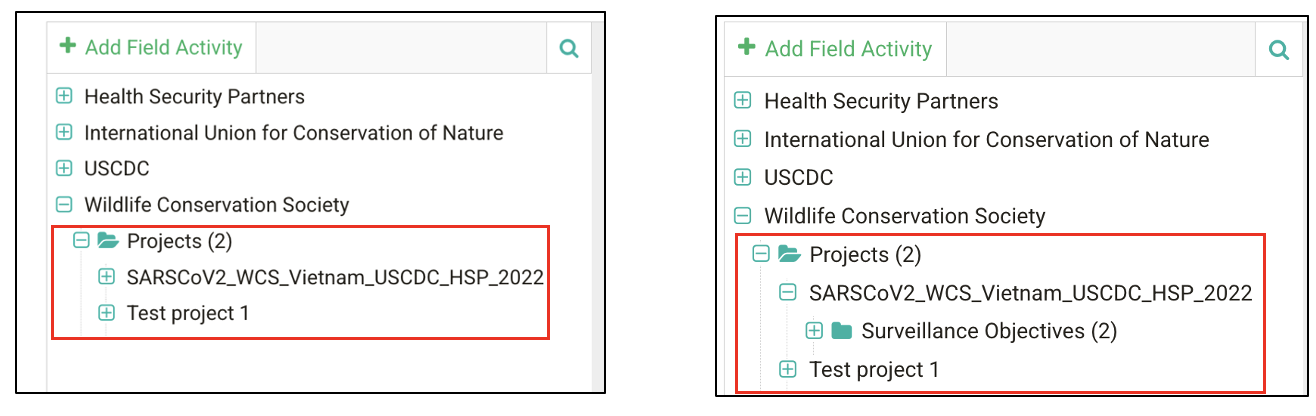 Add Field Activity
Health Security Partners
International Union for Conservation of Nature
USCDC
Wildlife Conservation Society
Projects (2)
SARSCoV2_WCS_Vietnam_USCDC_HSP_2022
Test project 1
Add Field Activity
Health Security Partners
International Union for Conservation of Nature
USCDC
Wildlife Conservation Society
Projects (2)
SARSCoV2_WCS_Vietnam_USCDC_HSP_2022
Surveillance Objectives (2)
Test project 1